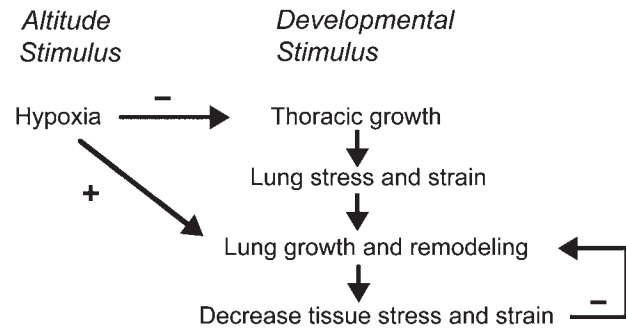 Altitude
Stimulus
Developmental
Stimulus
Hypoxia
–
Thoracic growth
Lung stress and strain
+
Lung growth and remodeling
Decrease tissue stress and strain
–